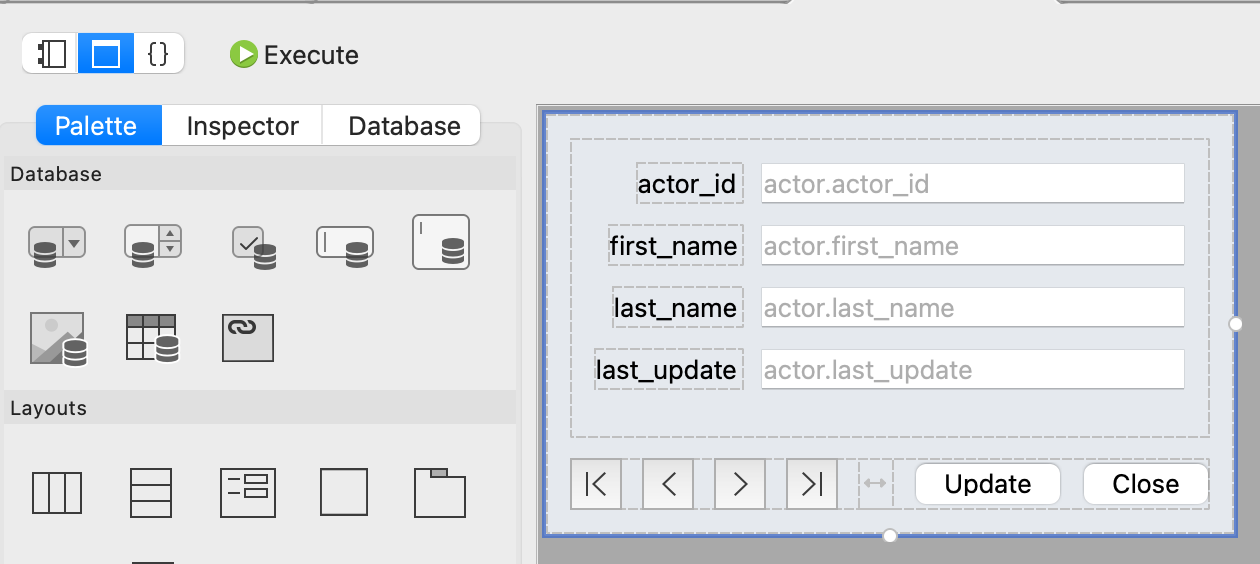 {} Execute
Palette Inspector Database
Database
Layouts
actor_id actor.actor_id
first_name actor.first_name
last_name actor.last_name
last_update actor.last_update
Update Close